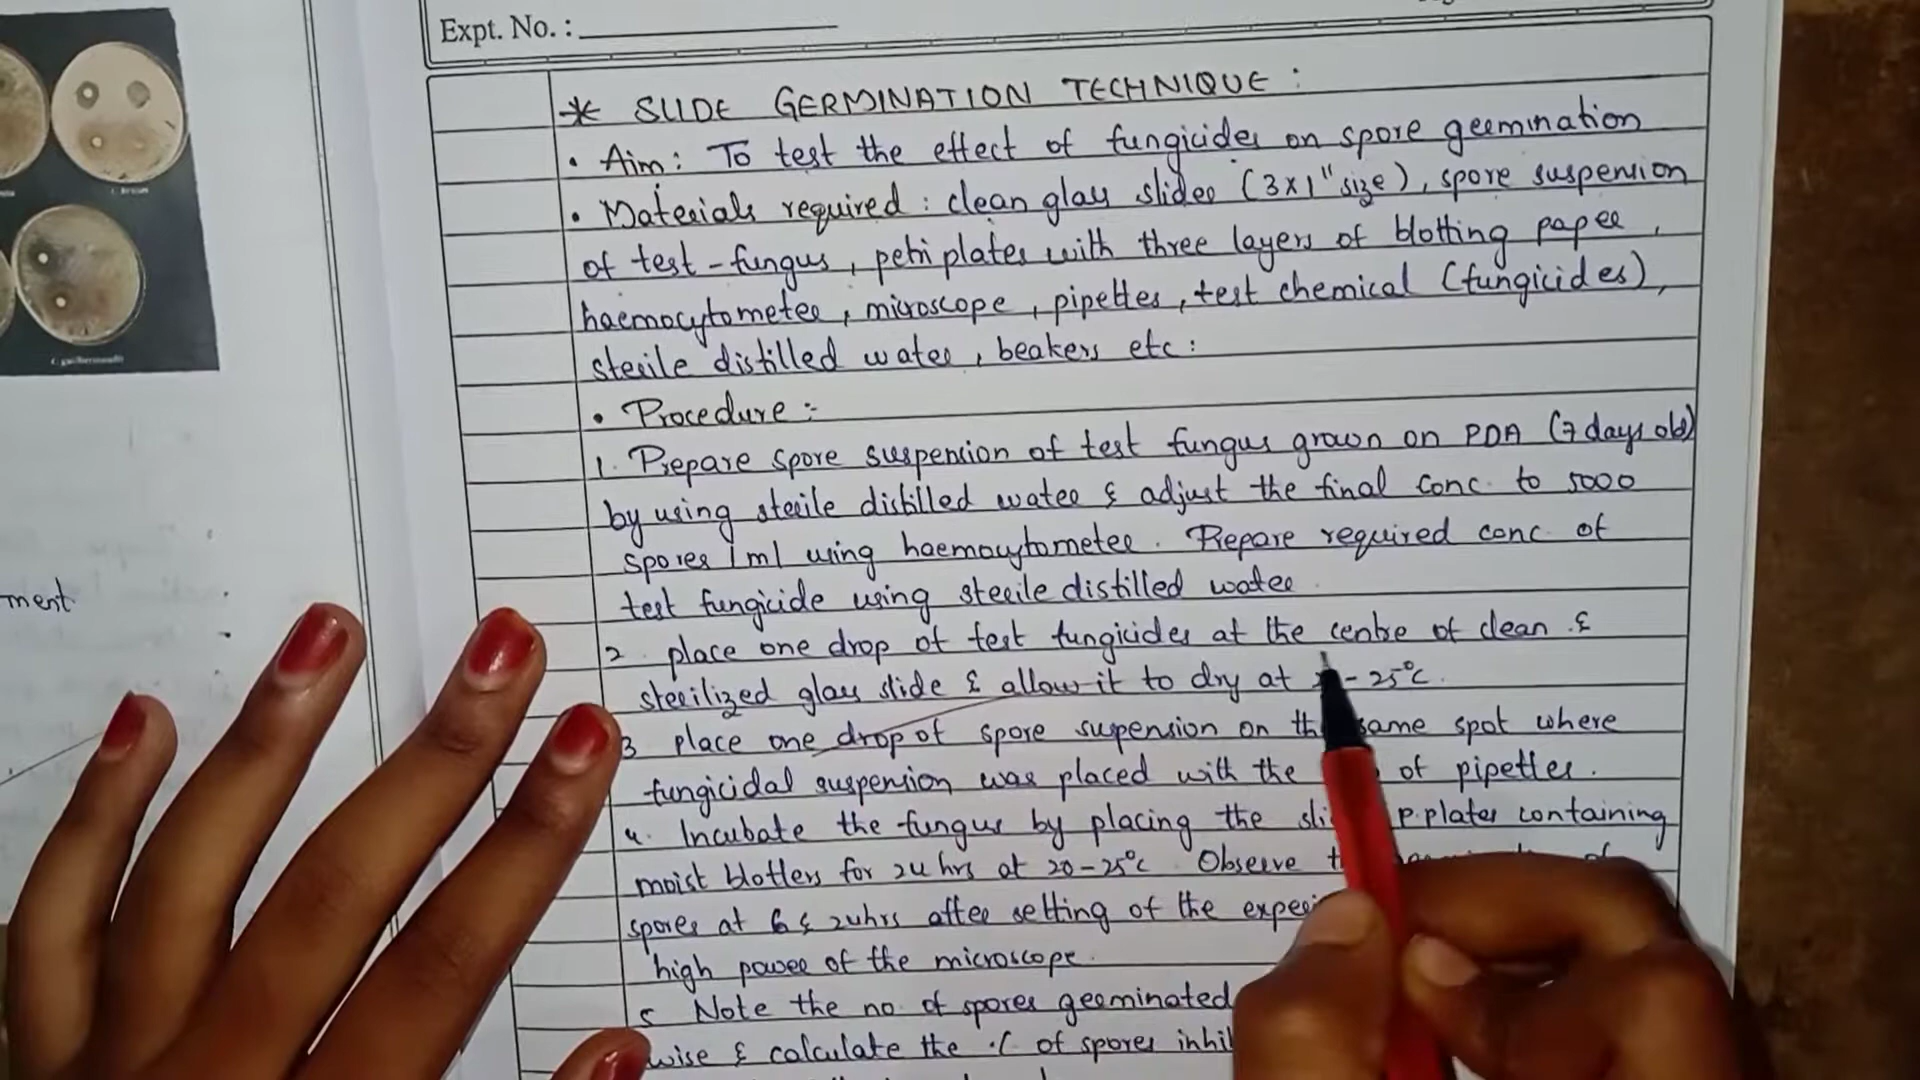 Expt. No. :
* SLIDE GERMINATION TECHNIQUE :
• Aim : To test the effect of fungicides on spore germination
• Materials required : clean glass slides (3x1" size), spore suspension
of test-fungus, petri plates with three layers of blotting paper,
haemocytometer, microscope, pipettes, test chemical (fungicides),
sterile distilled water, beakers etc :
• Procedure :-
1. Prepare spore suspension of test fungus grown on PDA (7 days old)
by using sterile distilled water & adjust the final conc. to 5000
spores / ml using haemocytometer. Prepare required conc. of
test fungicide using sterile distilled water.
ment
2. place one drop of test fungicides at the centre of clean &
sterilized glass slide & allow it to dry at - 25°c.
3 place one drop of spore supension on same spot where
fungicidal suspension was placed with the of pipettes.
4. Incubate the fungus by placing the P.plates containing
moist blotters for 24 hrs at 20-25°c. Observe
spores at 6 & 24hrs after setting of the
high power of the microscope.
5 Note the no. of spores germinated
wise & calculate the % of spores